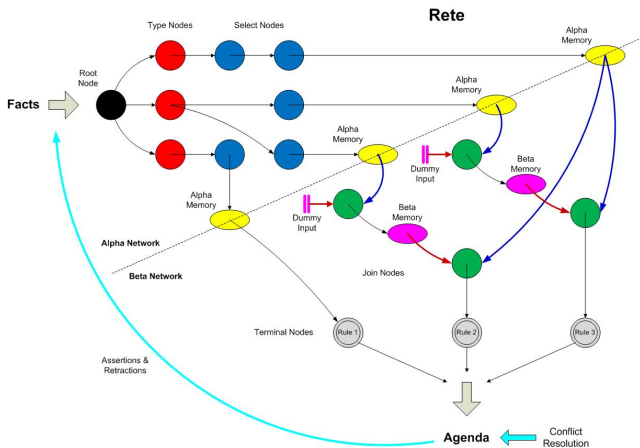 Rete
Type Nodes
Select Nodes
Alpha
Memory
Root
Node
Facts
Alpha
Memory
Alpha
Memory
Dummy
Input
Beta
Memory
Alpha
Memory
Dummy
Input
Beta
Memory
Alpha Network
Beta Network
Join Nodes
Terminal Nodes
Rule 1
Rule 2
Rule 3
Assertions &
Retractions
Agenda
Conflict
Resolution